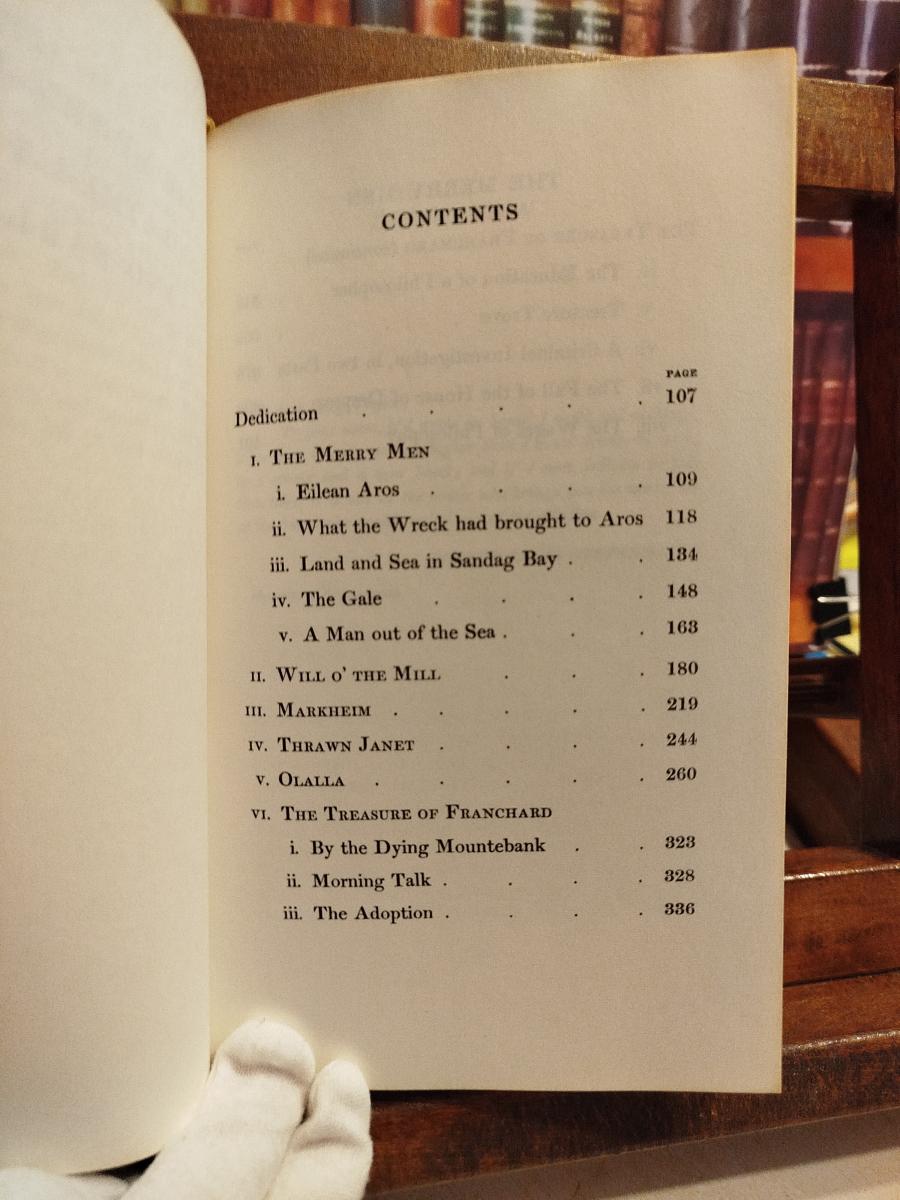 CONTENTS
PAGE
Dedication . . . . . 107
I. THE MERRY MEN
i. Eilean Aros . . . . 109
ii. What the Wreck had brought to Aros 118
iii. Land and Sea in Sandag Bay . . 134
iv. The Gale . . . . 148
v. A Man out of the Sea . . . 163
II. WILL O' THE MILL . . . 180
III. MARKHEIM . . . . . 219
IV. THRAWN JANET . . . . 244
V. OLALLA . . . . . 260
VI. THE TREASURE OF FRANCHARD
i. By the Dying Mountebank . . 323
ii. Morning Talk . . . . 328
iii. The Adoption . . . . 336